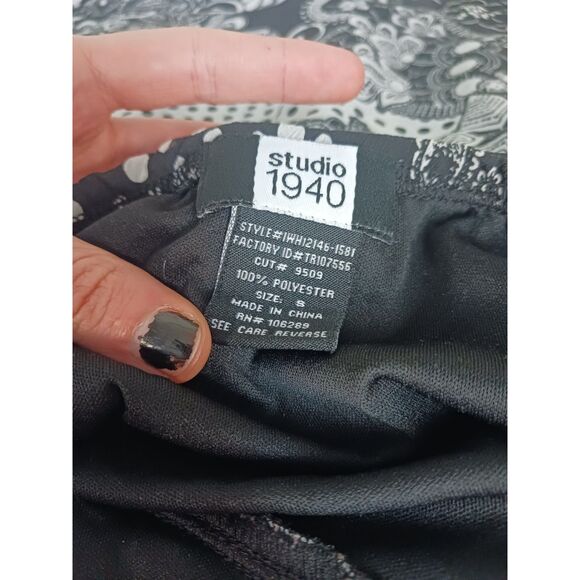 studio
1940
STYLE#1WH12146-1581
FACTORY ID#TR107555
CUT# 9509
100% POLYESTER
SIZE: S
MADE IN CHINA
RN# 106289
SEE CARE REVERSE